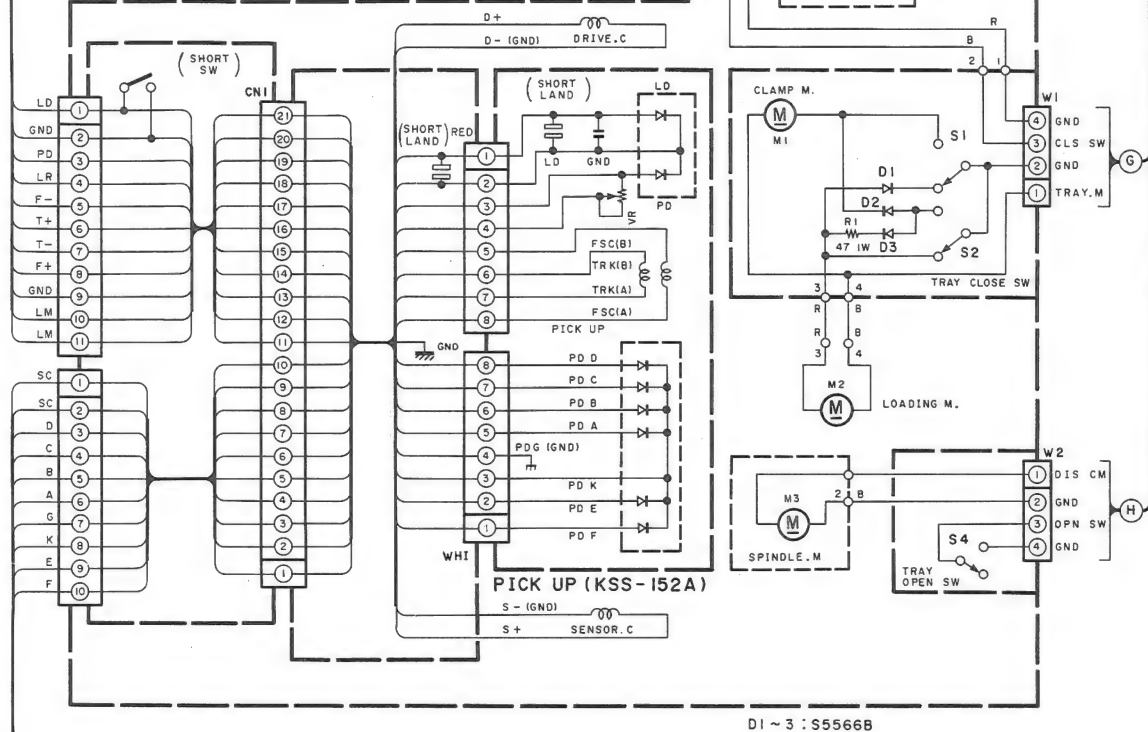 D+
D- (GND)
DRIVE.C
(SHORT SW)
CN1
LD
GND
PD
LR
F-
T+
T-
F+
GND
LM
LM
1
2
3
4
5
6
7
8
9
10
11
SC
SC
D
C
B
A
G
K
E
F
1
2
3
4
5
6
7
8
9
10
21
20
19
18
17
16
15
14
13
12
11
10
9
8
7
6
5
4
3
2
1
GND
(SHORT LAND)
RED
(SHORT LAND)
LD
LD
GND
PD
VR
1
2
3
4
5
6
7
8
FSC(B)
TRK(B)
TRK(A)
FSC(A)
PICK UP
8
7
6
5
4
3
2
1
PD D
PD C
PD B
PD A
PDG (GND)
PD K
PD E
PD F
WH1
PICK UP (KSS-152A)
S- (GND)
S+
SENSOR.C
R
B
2
1
CLAMP M.
M
M1
S1
D1
D2
R1
47 1W
D3
S2
TRAY CLOSE SW
W1
4 GND
3 CLS SW
2 GND
1 TRAY.M
G
3
4
R
B
R
B
3
4
M2
M
LOADING M.
M3
M
SPINDLE.M
2
B
W2
1 DIS CM
2 GND
3 OPN SW
4 GND
H
S4
TRAY OPEN SW
D1~3 : S5566B